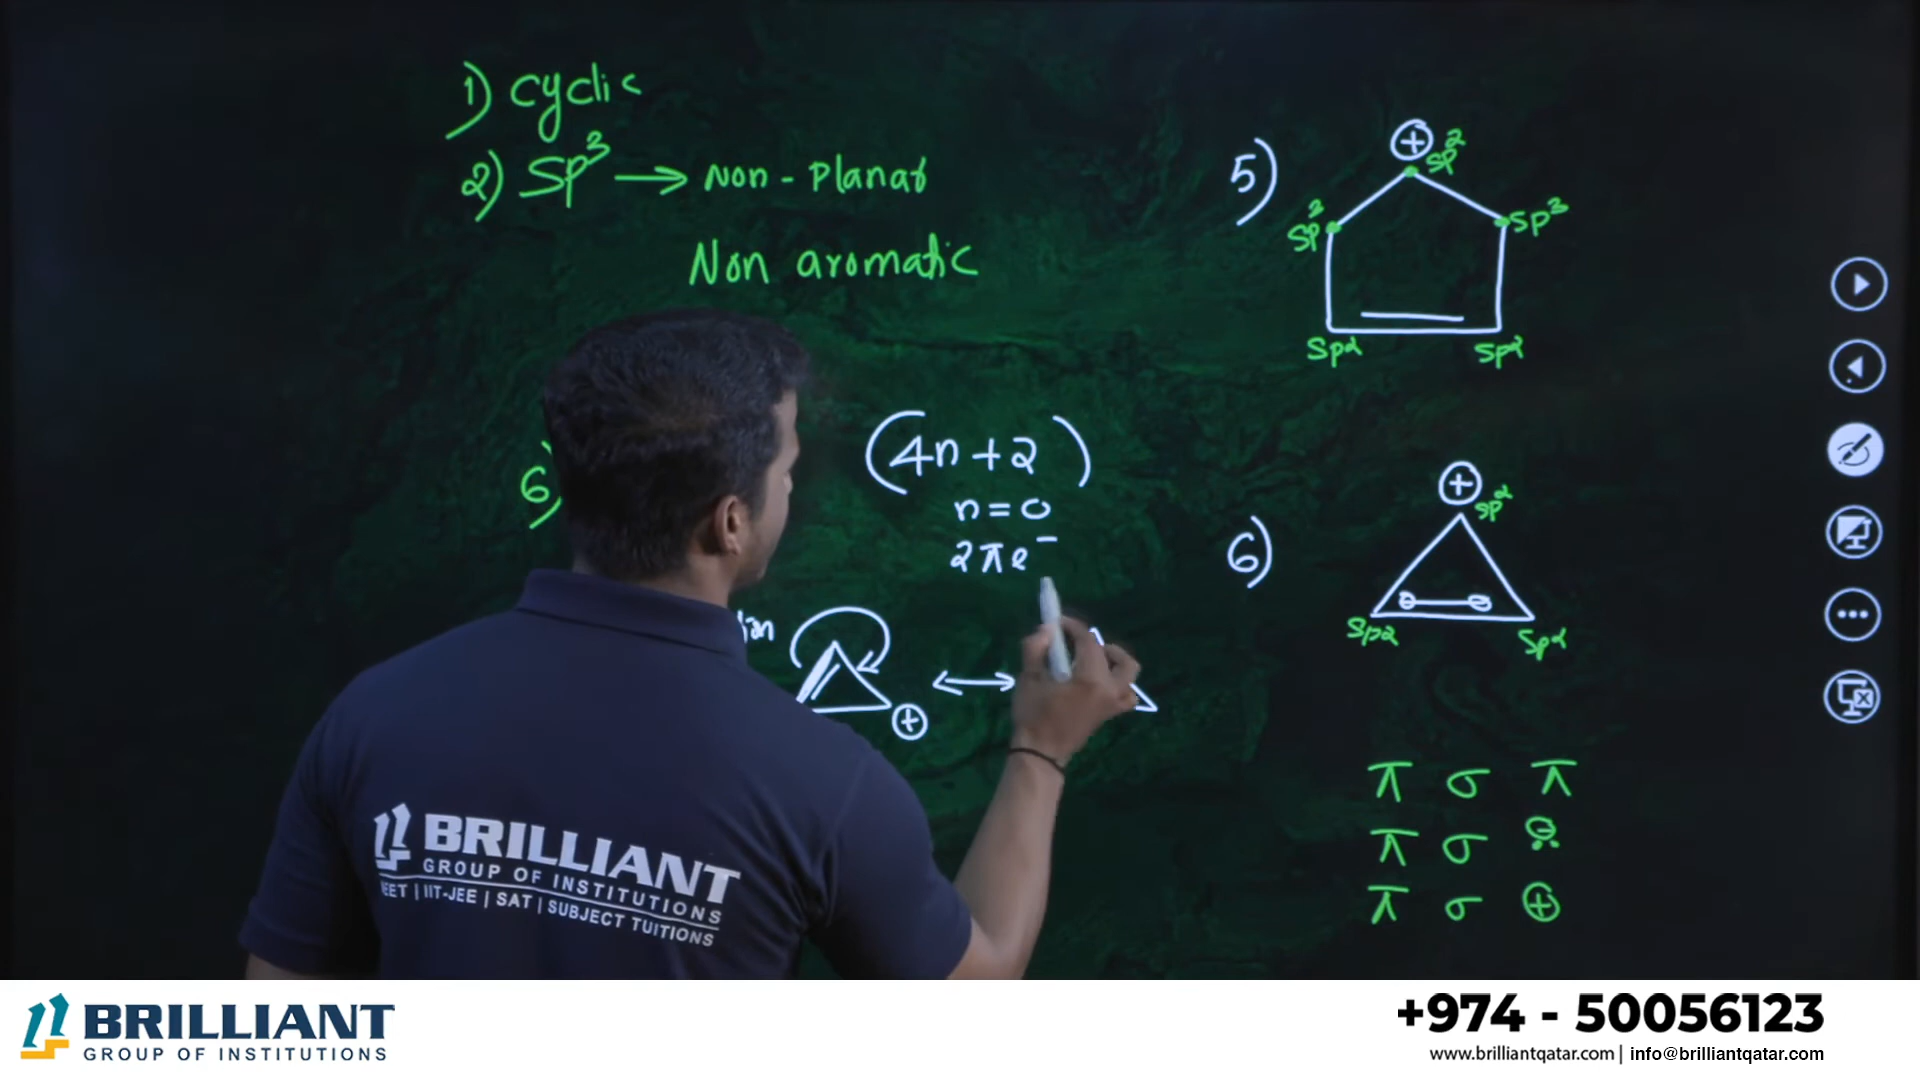 1) cyclic
2) SP³ → Non-Planar
Non aromatic
5)
⊕
SP²
SP²
SP³
SP2
SP2
6)
(4n+2)
n=0
2πe⁻
⊕
↔
6)
⊕
SP2
SP2
SP2
π σ π
π σ ⊖
π σ ⊕
BRILLIANT
GROUP OF INSTITUTIONS
EET | IIT-JEE | SAT | SUBJECT TUITIONS
BRILLIANT
GROUP OF INSTITUTIONS
+974 - 50056123
www.brilliantqatar.com | info@brilliantqatar.com